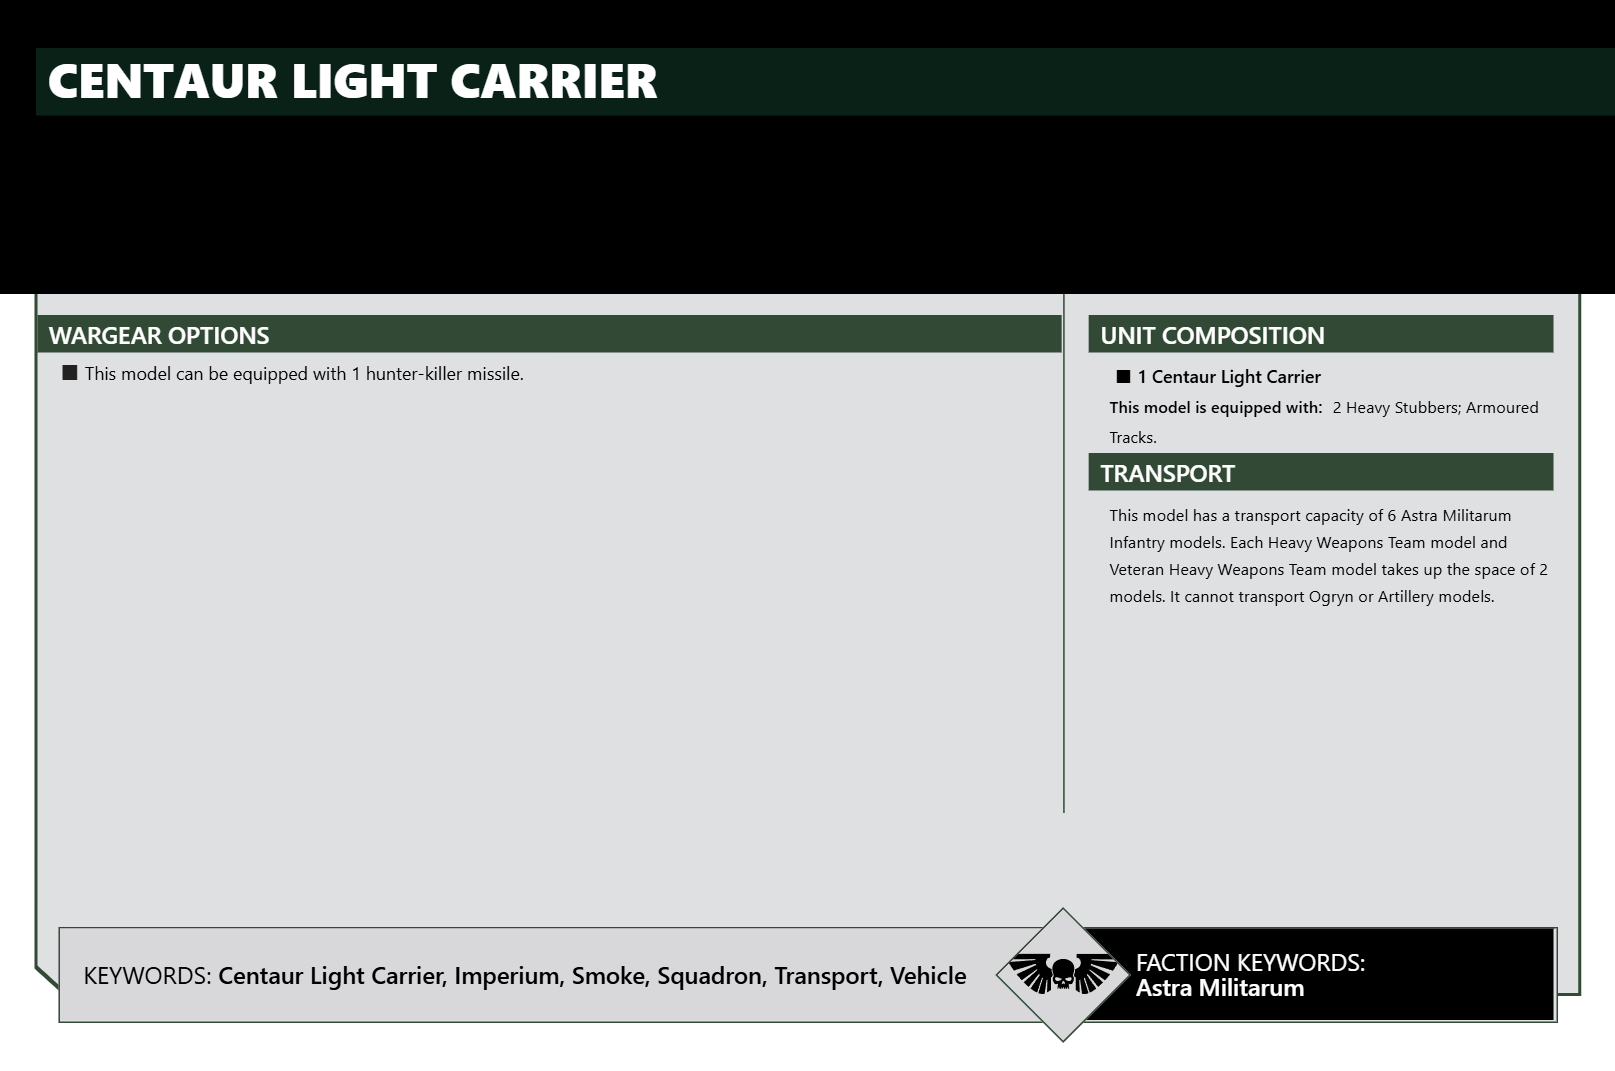 CENTAUR LIGHT CARRIER
WARGEAR OPTIONS
■ This model can be equipped with 1 hunter-killer missile.
UNIT COMPOSITION
■ 1 Centaur Light Carrier
This model is equipped with: 2 Heavy Stubbers; Armoured
Tracks.
TRANSPORT
This model has a transport capacity of 6 Astra Militarum
Infantry models. Each Heavy Weapons Team model and
Veteran Heavy Weapons Team model takes up the space of 2
models. It cannot transport Ogryn or Artillery models.
KEYWORDS: Centaur Light Carrier, Imperium, Smoke, Squadron, Transport, Vehicle
FACTION KEYWORDS:
Astra Militarum